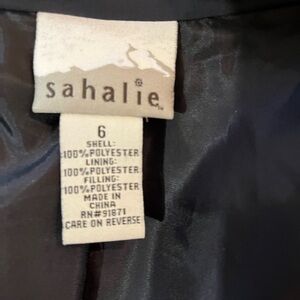 sahalie
6
SHELL:
100%POLYESTER
LINING:
100%POLYESTER
FILLING:
100%POLYESTER
MADE IN
CHINA
RN#91871
CARE ON REVERSE